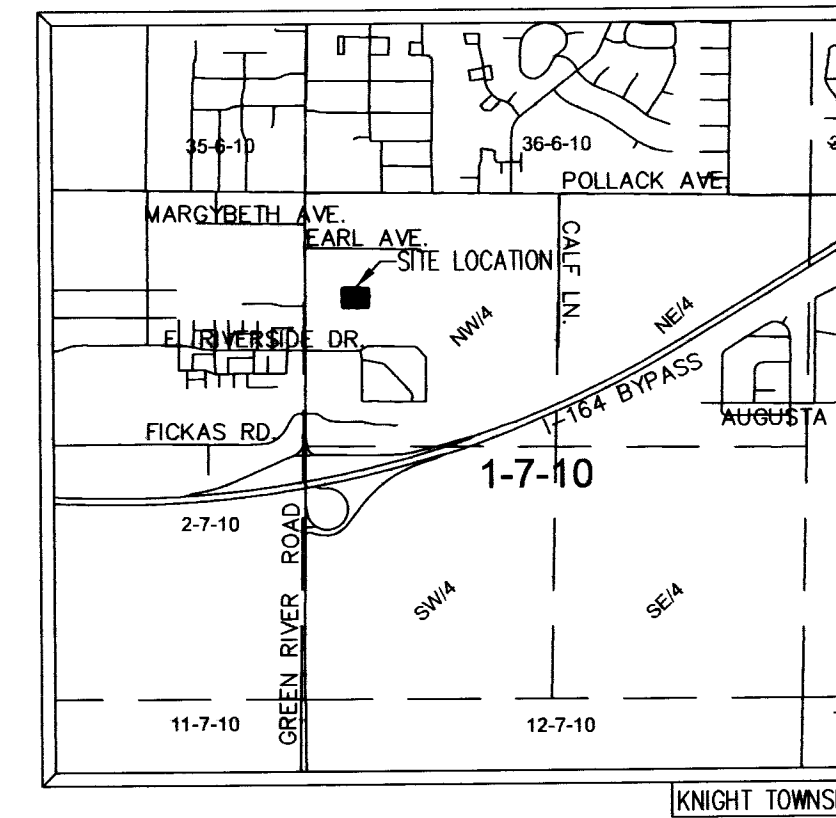 35-6-10
36-6-10
POLLACK AVE.
MARGYBETH AVE.
EARL AVE.
CALF LN.
SITE LOCATION
NW/4
NE/4
E. RIVERSIDE DR.
I-164 BYPASS
AUGUSTA
FICKAS RD.
1-7-10
2-7-10
GREEN RIVER ROAD
SW/4
SE/4
11-7-10
12-7-10
KNIGHT TOWNS